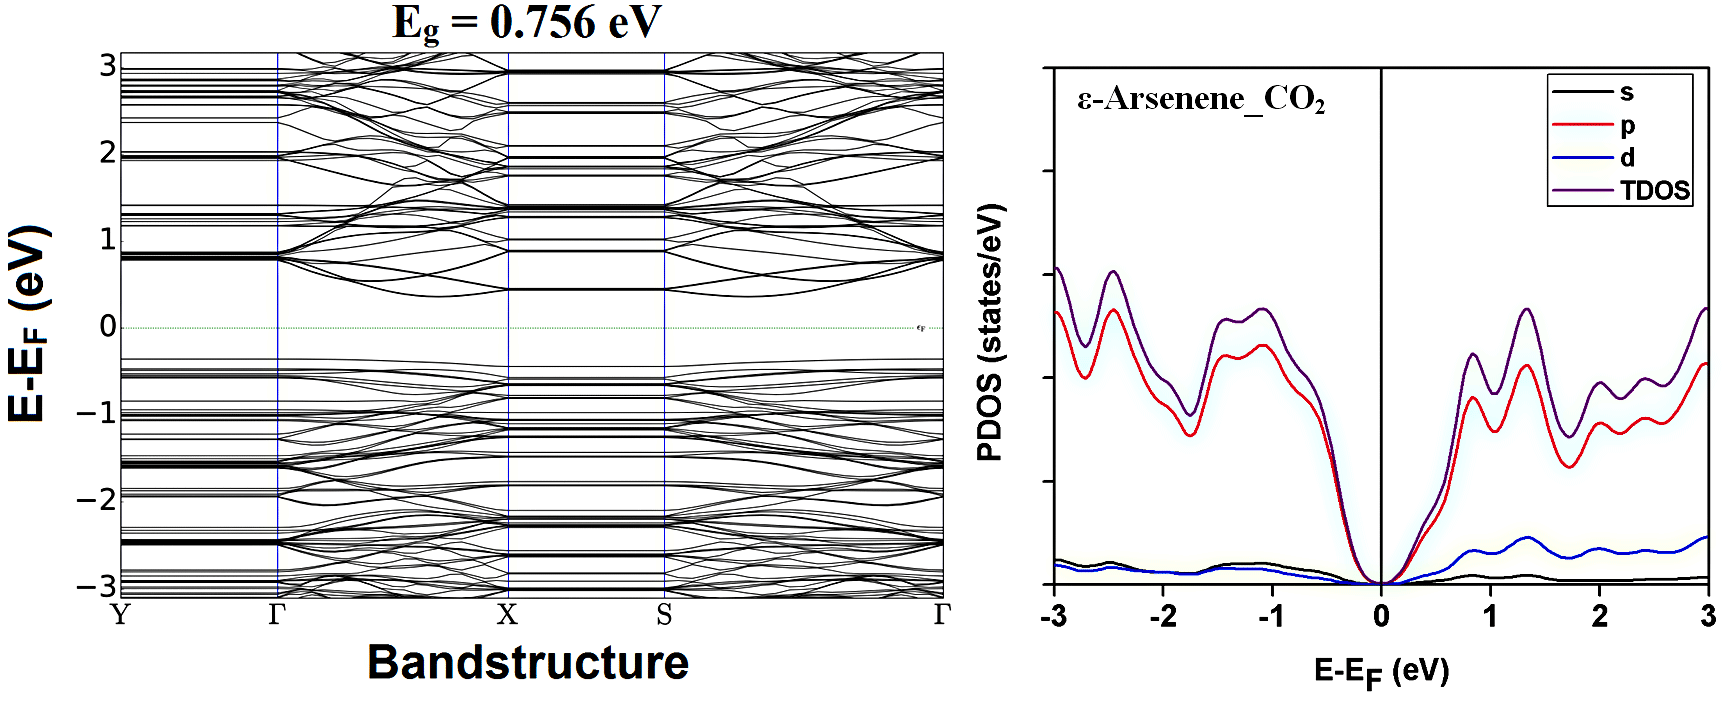 E_g = 0.756 eV
E-E_F (eV)
3
2
1
0
−1
−2
−3
ε_F
Y Γ X S Γ
Bandstructure
ε-Arsenene_CO₂
s
p
d
TDOS
PDOS (states/eV)
-3 -2 -1 0 1 2 3
E-E_F (eV)